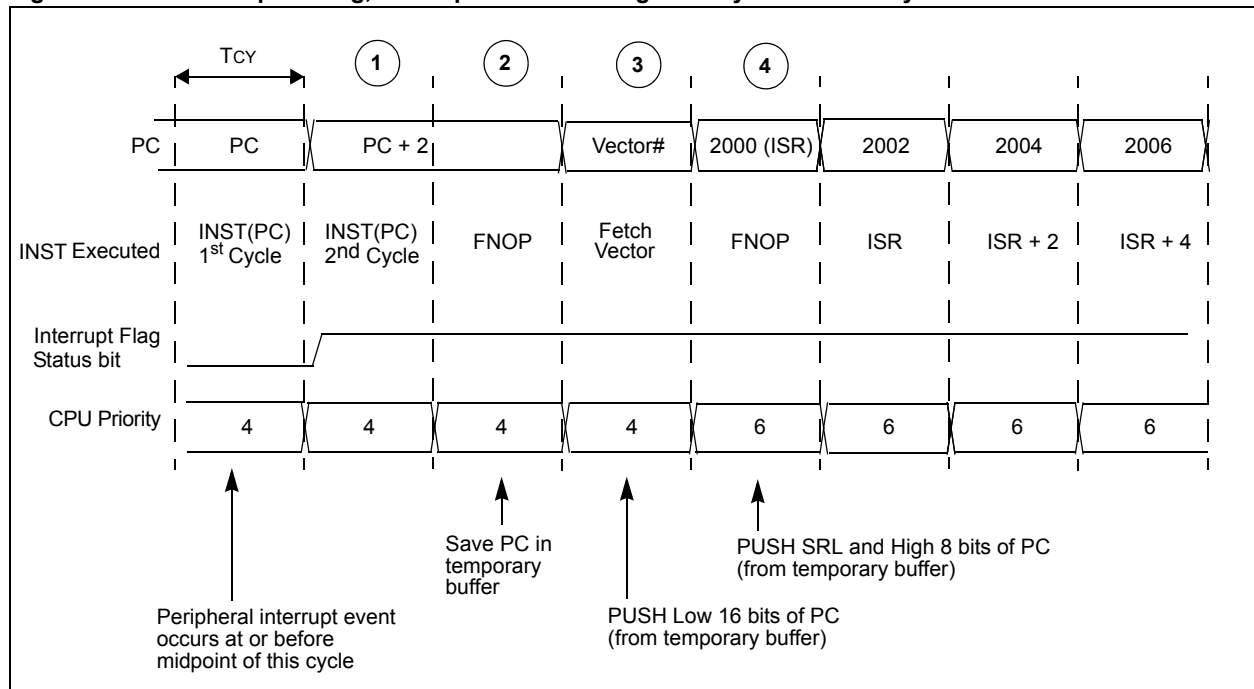 TCY
1 2 3 4
PC PC PC + 2 Vector# 2000 (ISR) 2002 2004 2006
INST Executed
INST(PC)
1st Cycle
INST(PC)
2nd Cycle
FNOP
Fetch
Vector
FNOP
ISR
ISR + 2
ISR + 4
Interrupt Flag
Status bit
CPU Priority 4 4 4 4 6 6 6 6
Save PC in
temporary
buffer
PUSH SRL and High 8 bits of PC
(from temporary buffer)
Peripheral interrupt event
occurs at or before
midpoint of this cycle
PUSH Low 16 bits of PC
(from temporary buffer)